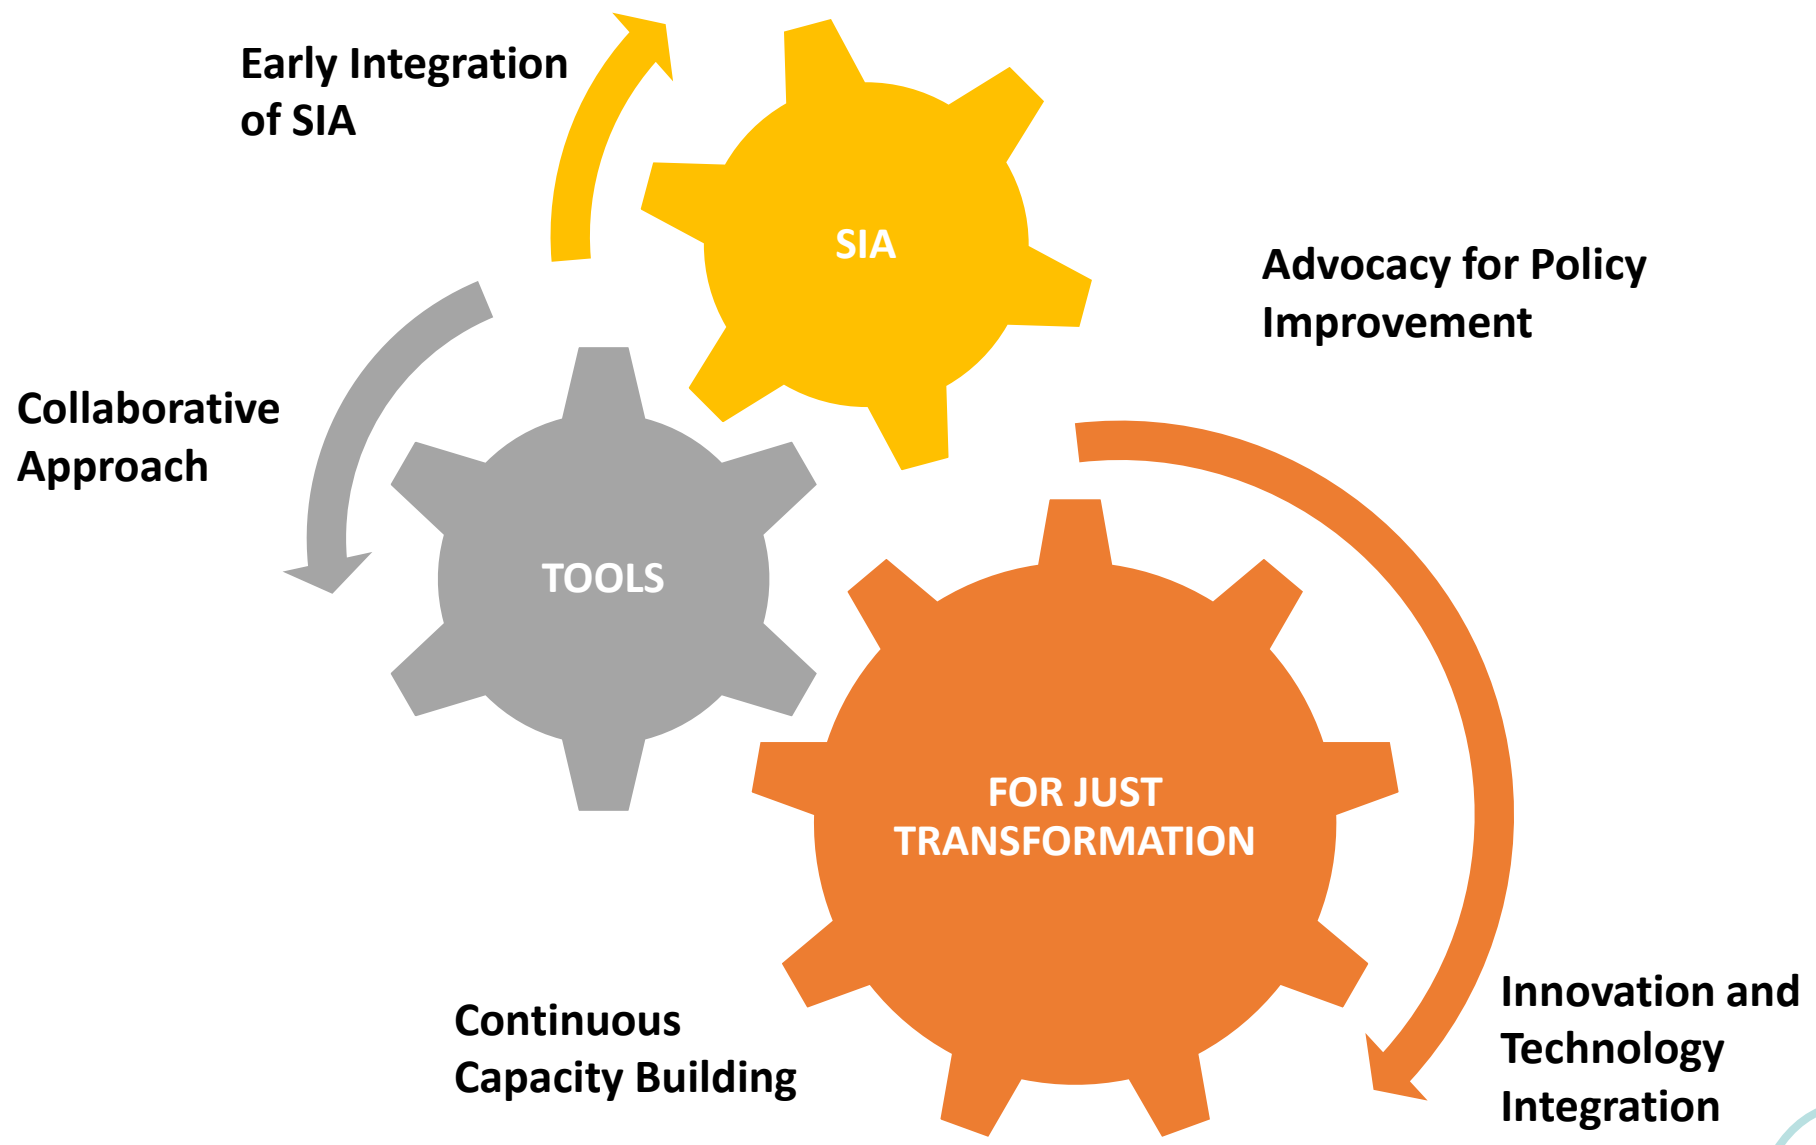 Early Integration
of SIA
SIA
Advocacy for Policy
Improvement
Collaborative
Approach
TOOLS
FOR JUST
TRANSFORMATION
Continuous
Capacity Building
Innovation and
Technology
Integration